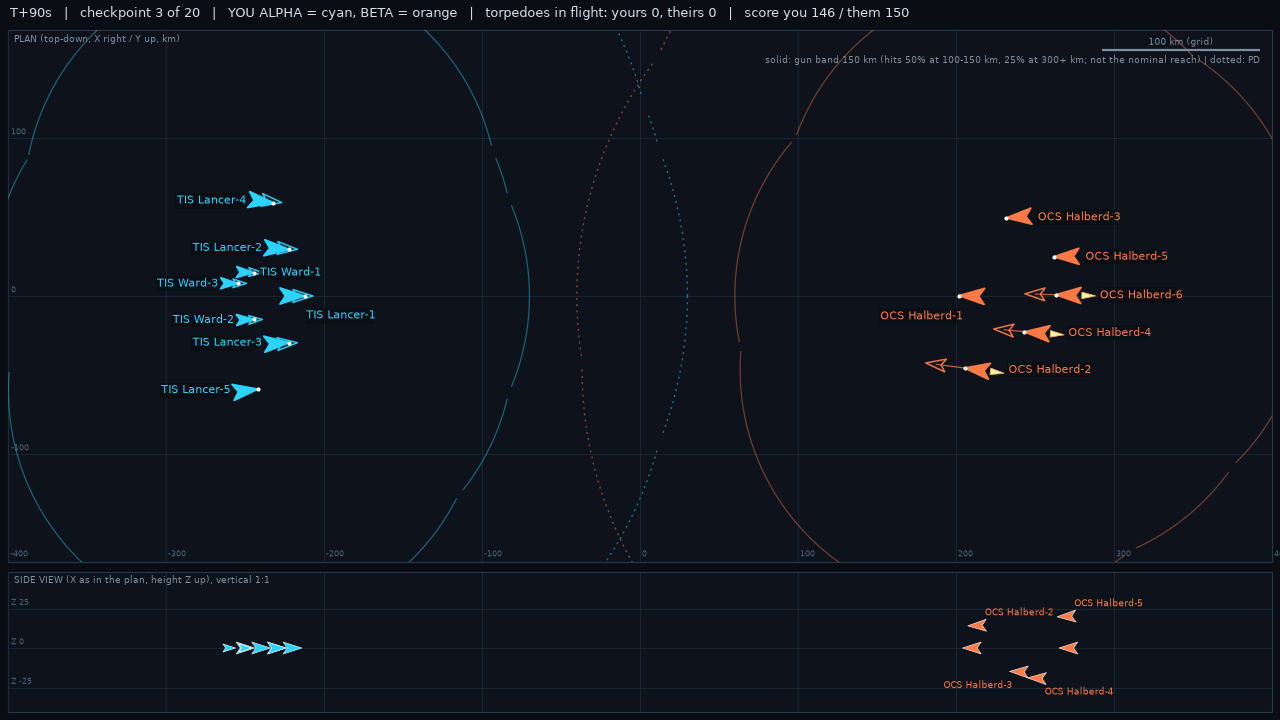 T+90s | checkpoint 3 of 20 | YOU ALPHA = cyan, BETA = orange | torpedoes in flight: yours 0, theirs 0 | score you 146 / them 150
PLAN (top-down, X right / Y up, km)
100 km (grid)
solid: gun band 150 km (hits 50% at 100-150 km, 25% at 300+ km; not the nominal reach) | dotted: PD
100
TIS Lancer-4
OCS Halberd-3
TIS Lancer-2
OCS Halberd-5
TIS Ward-1
TIS Ward-3
0
OCS Halberd-6
TIS Lancer-1
OCS Halberd-1
TIS Ward-2
OCS Halberd-4
TIS Lancer-3
OCS Halberd-2
TIS Lancer-5
-100
-400
-300
-200
-100
0
100
200
300
SIDE VIEW (X as in the plan, height Z up), vertical 1:1
Z 25
OCS Halberd-5
OCS Halberd-2
Z 0
Z -25
OCS Halberd-3
OCS Halberd-4